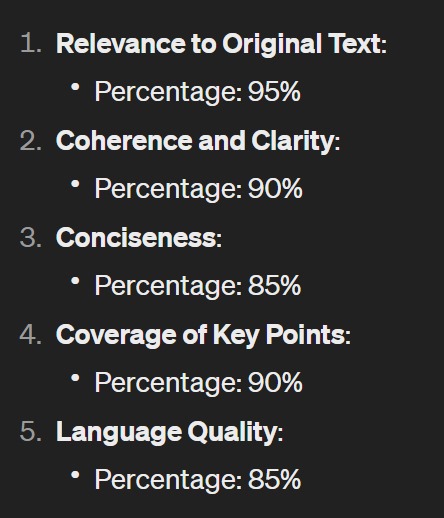 1. Relevance to Original Text:
• Percentage: 95%
2. Coherence and Clarity:
• Percentage: 90%
3. Conciseness:
• Percentage: 85%
4. Coverage of Key Points:
• Percentage: 90%
5. Language Quality:
• Percentage: 85%